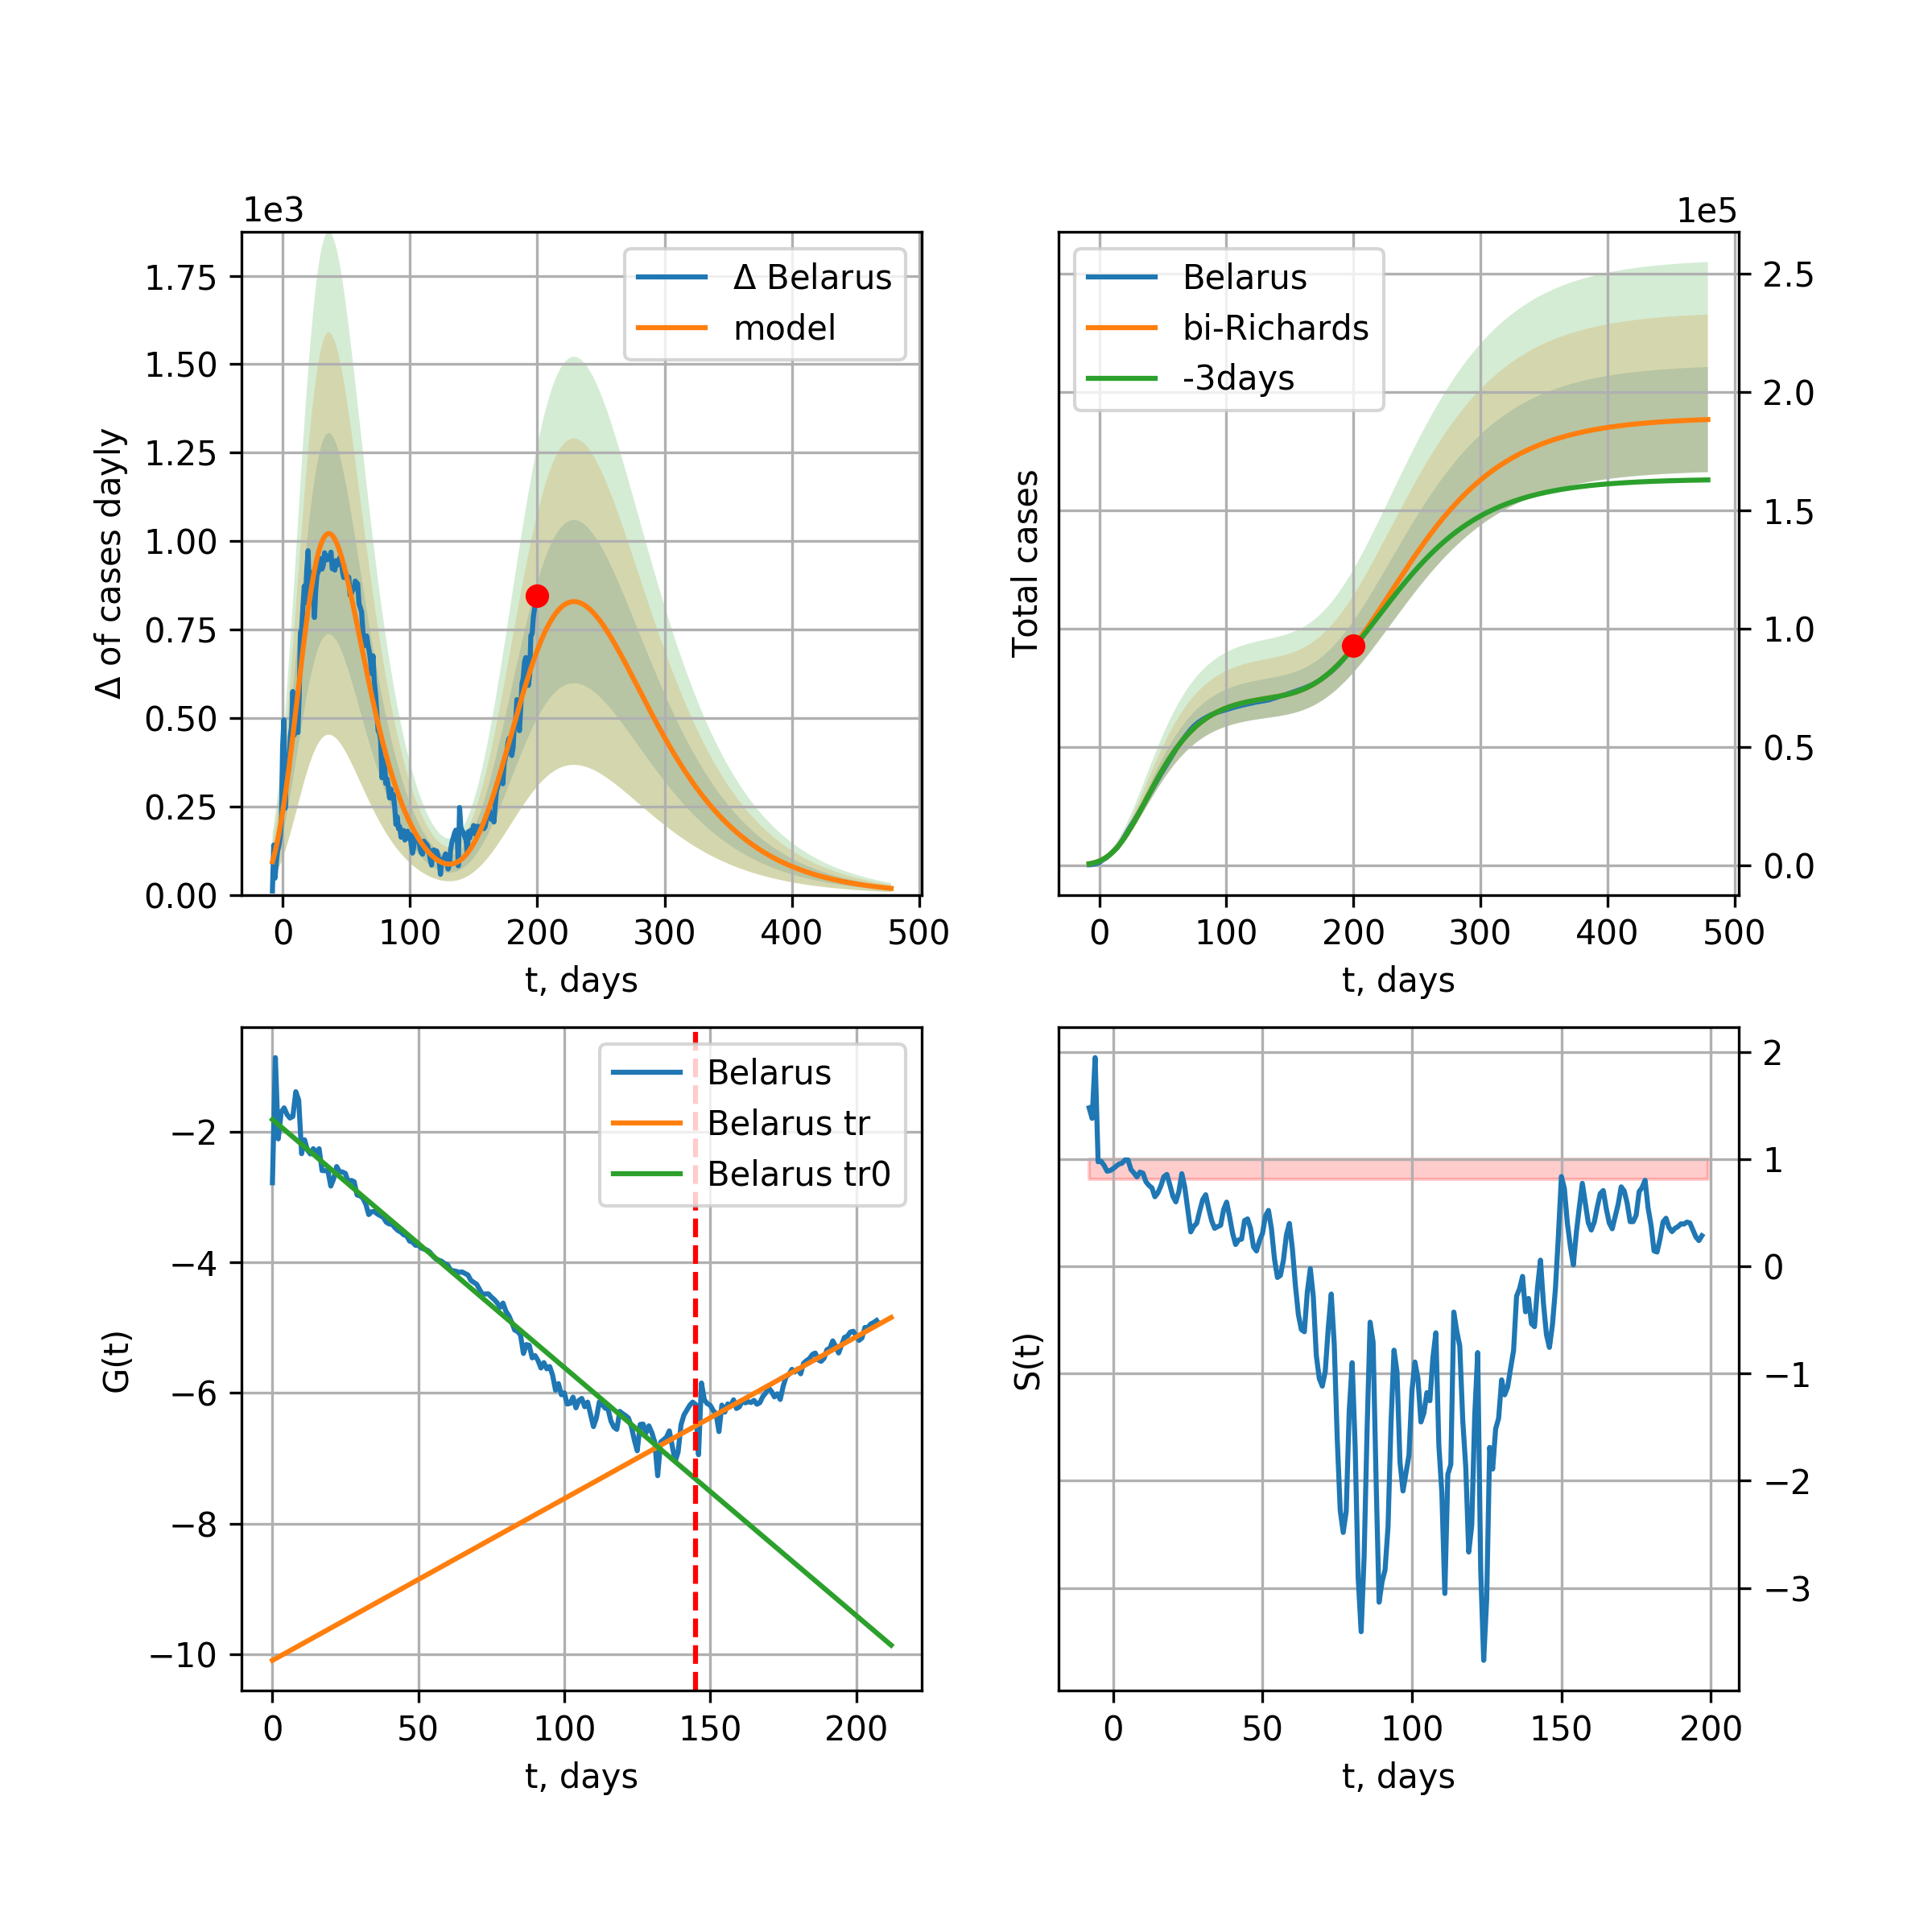 1e3
1.75
1.50
1.25
1.00
0.75
0.50
0.25
0.00
Δ of cases dayly
0 100 200 300 400 500
t, days
Δ Belarus
model
1e5
2.5
2.0
1.5
1.0
0.5
0.0
Total cases
0 100 200 300 400 500
t, days
Belarus
bi-Richards
-3days
−2
−4
−6
−8
−10
G(t)
0 50 100 150 200
t, days
Belarus
Belarus tr
Belarus tr0
2
1
0
−1
−2
−3
S(t)
0 50 100 150 200
t, days